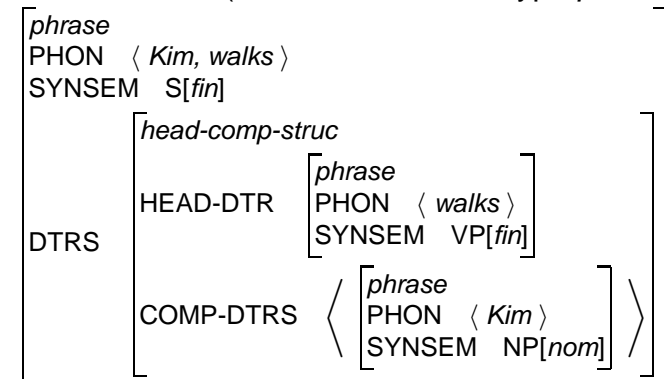 phrase
PHON ⟨ Kim, walks ⟩
SYNSEM S[fin]
head-comp-struc
phrase
HEAD-DTR PHON ⟨ walks ⟩
SYNSEM VP[fin]
DTRS
phrase
COMP-DTRS ⟨ PHON ⟨ Kim ⟩ ⟩
SYNSEM NP[nom]